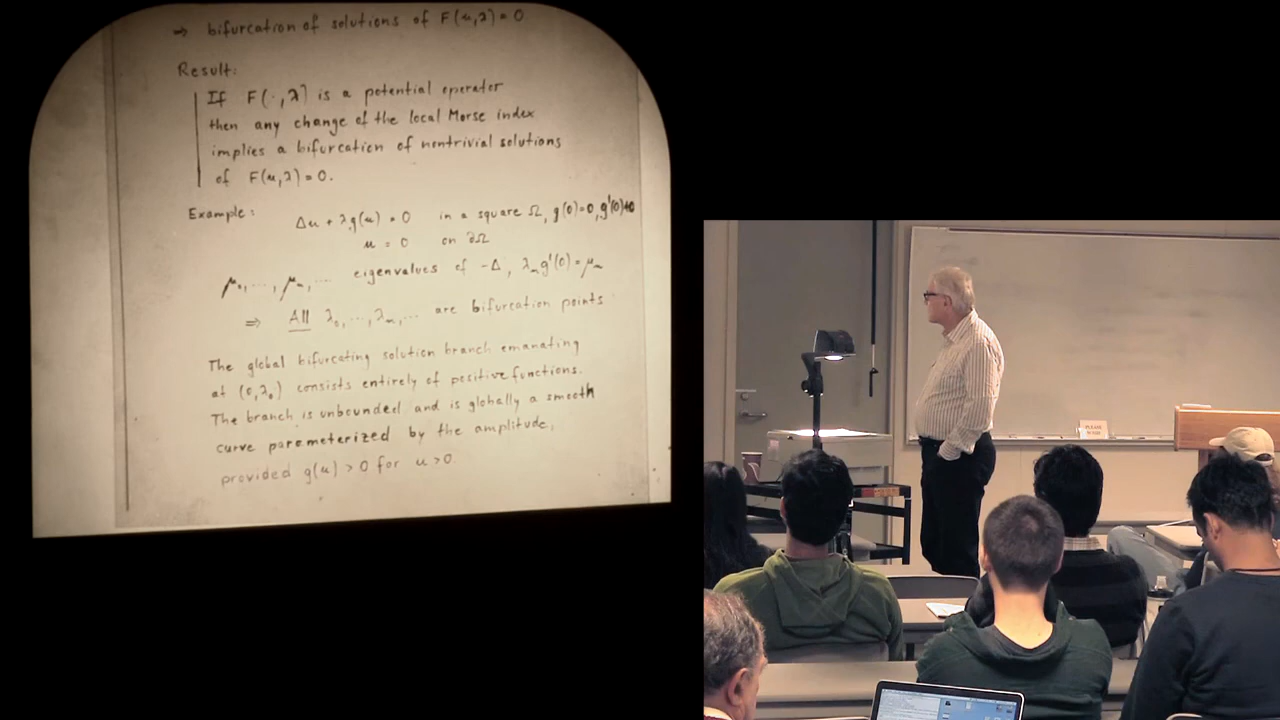 ⇒ bifurcation of solutions of F(u,λ)=0
Result:
If F(·,λ) is a potential operator
then any change of the local Morse index
implies a bifurcation of nontrivial solutions
of F(u,λ)=0.
Example: Δu + λg(u) = 0 in a square Ω, g(0)=0, g'(0)≠0
u = 0 on ∂Ω
μ₀,...,μₙ,... eigenvalues of -Δ, λₙg'(0)=μₙ
⇒ All λ₀,...,λₙ,... are bifurcation points
The global bifurcating solution branch emanating
at (0,λ₀) consists entirely of positive functions.
The branch is unbounded and is globally a smooth
curve parameterized by the amplitude,
provided g(u) > 0 for u > 0.
PLEASE